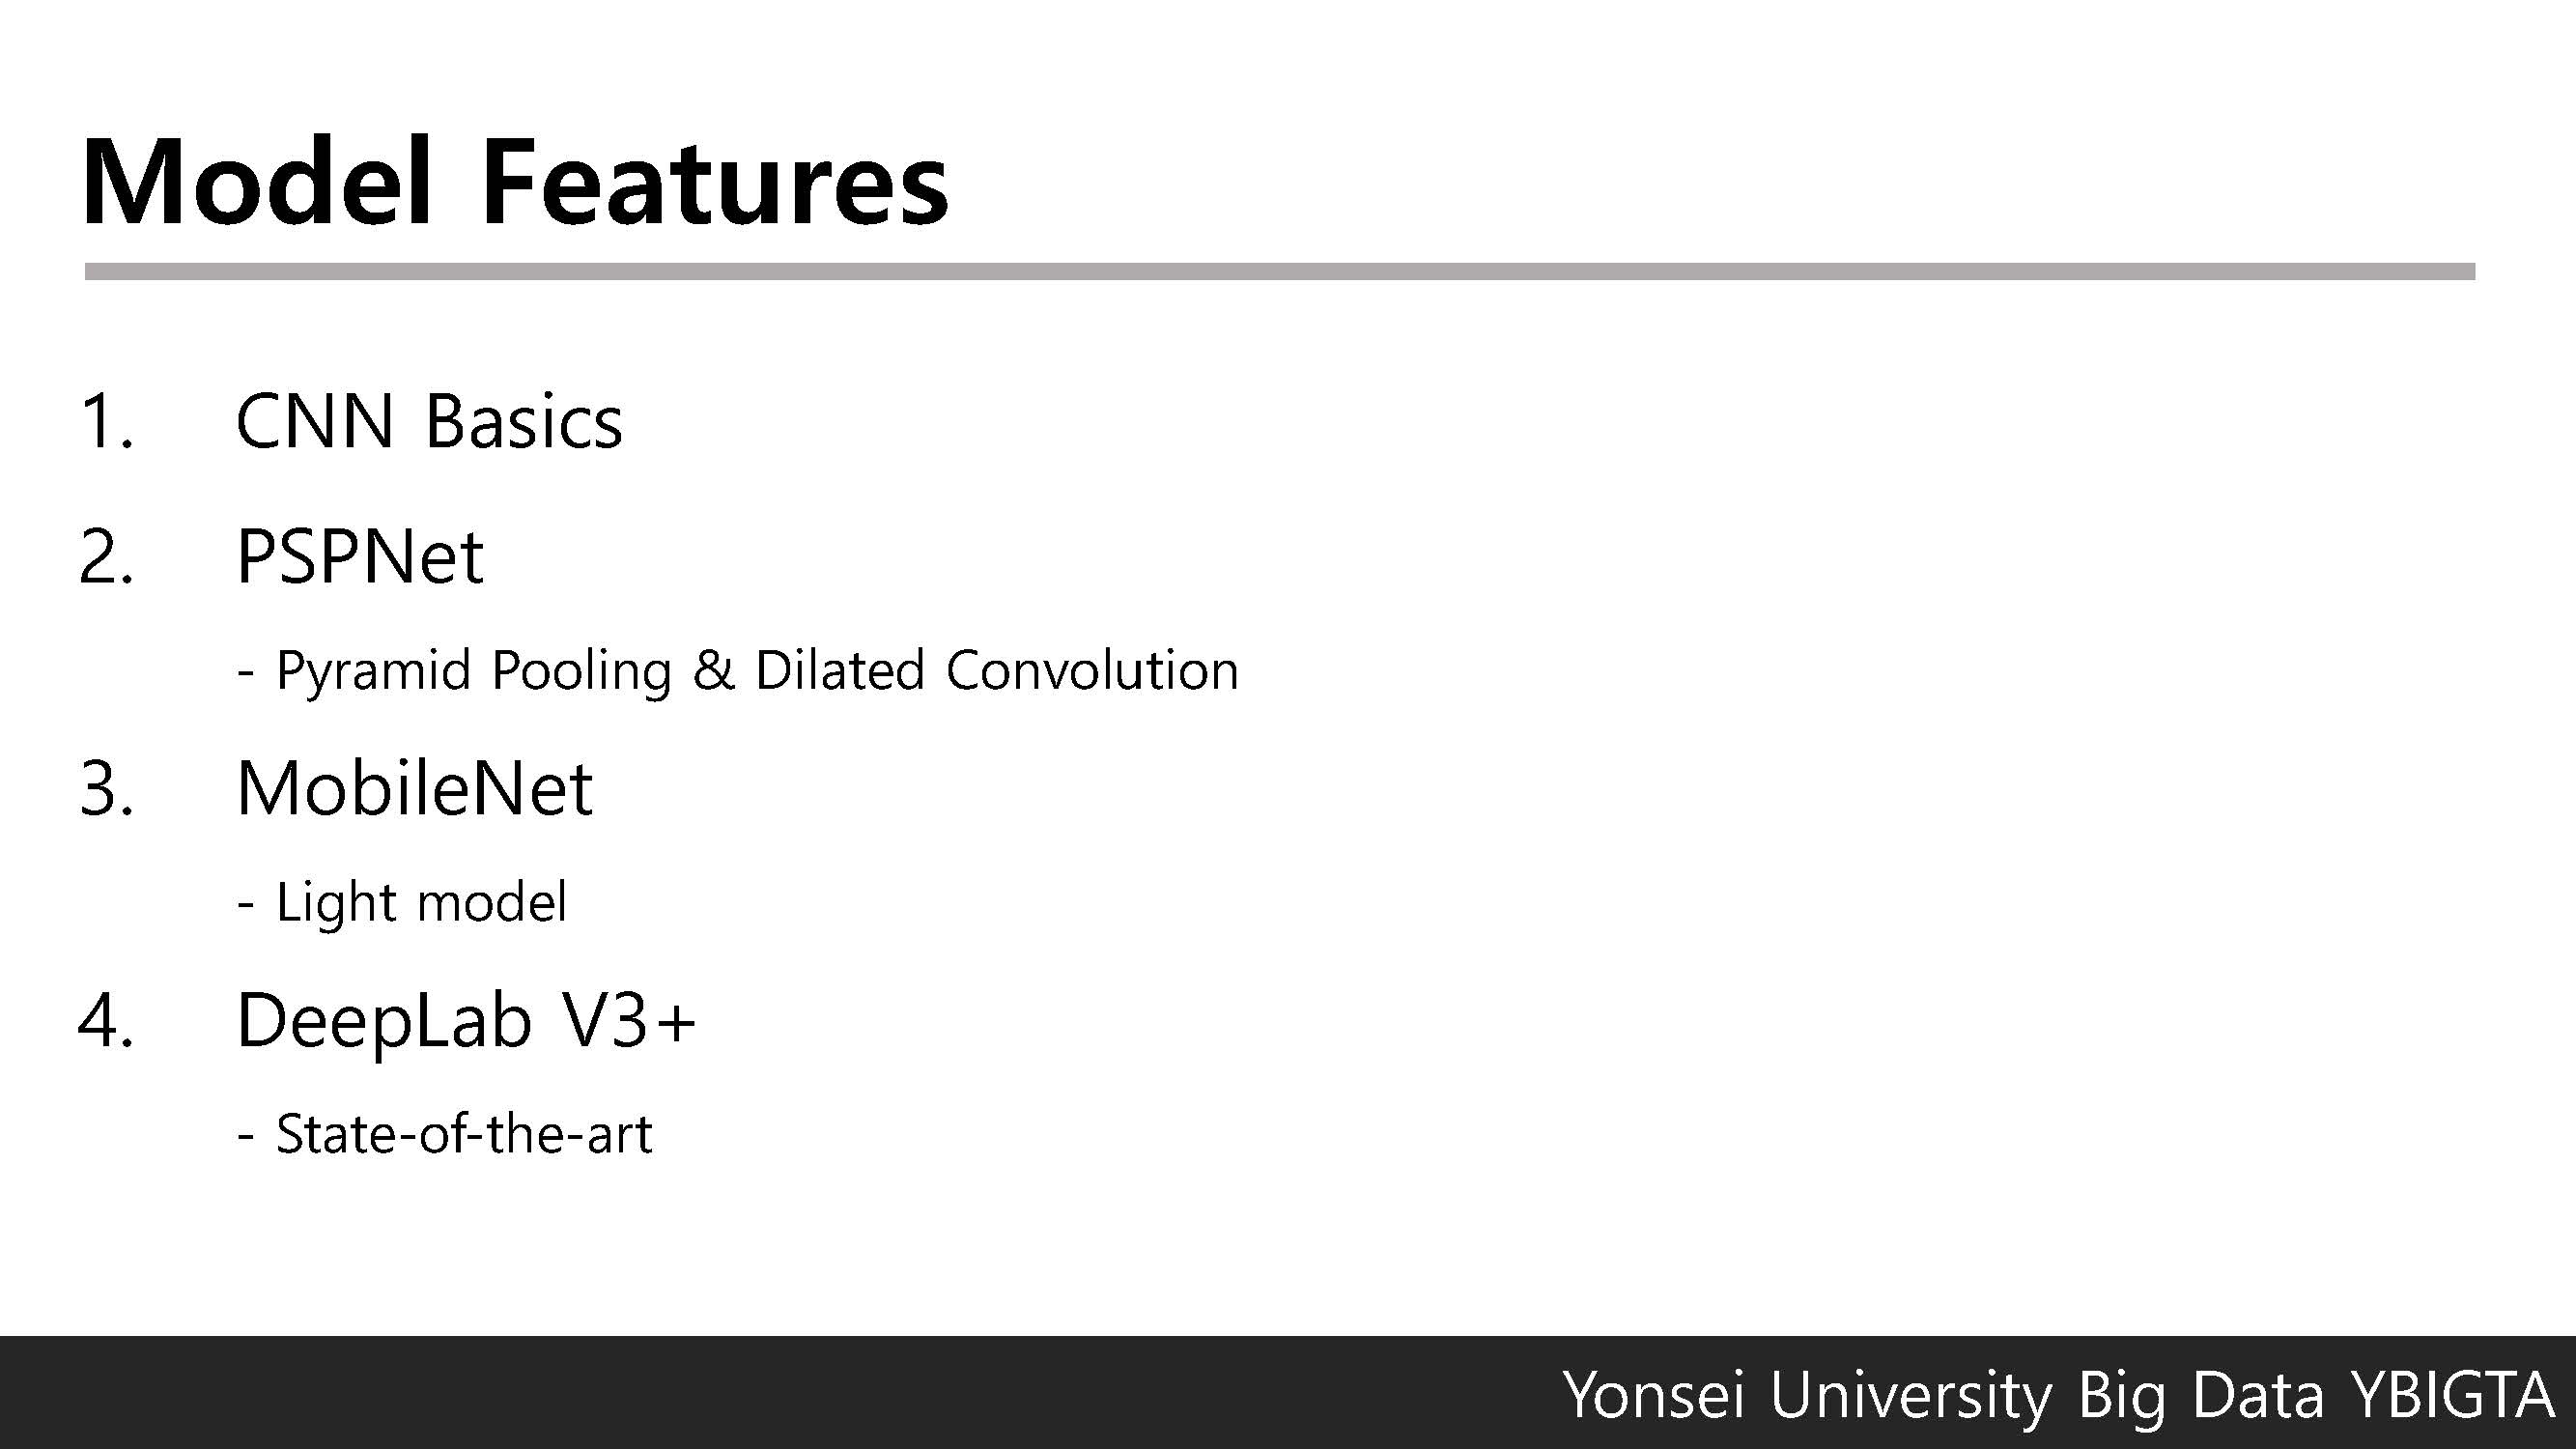 Model Features
1. CNN Basics
2. PSPNet
- Pyramid Pooling & Dilated Convolution
3. MobileNet
- Light model
4. DeepLab V3+
- State-of-the-art
Yonsei University Big Data YBIGTA